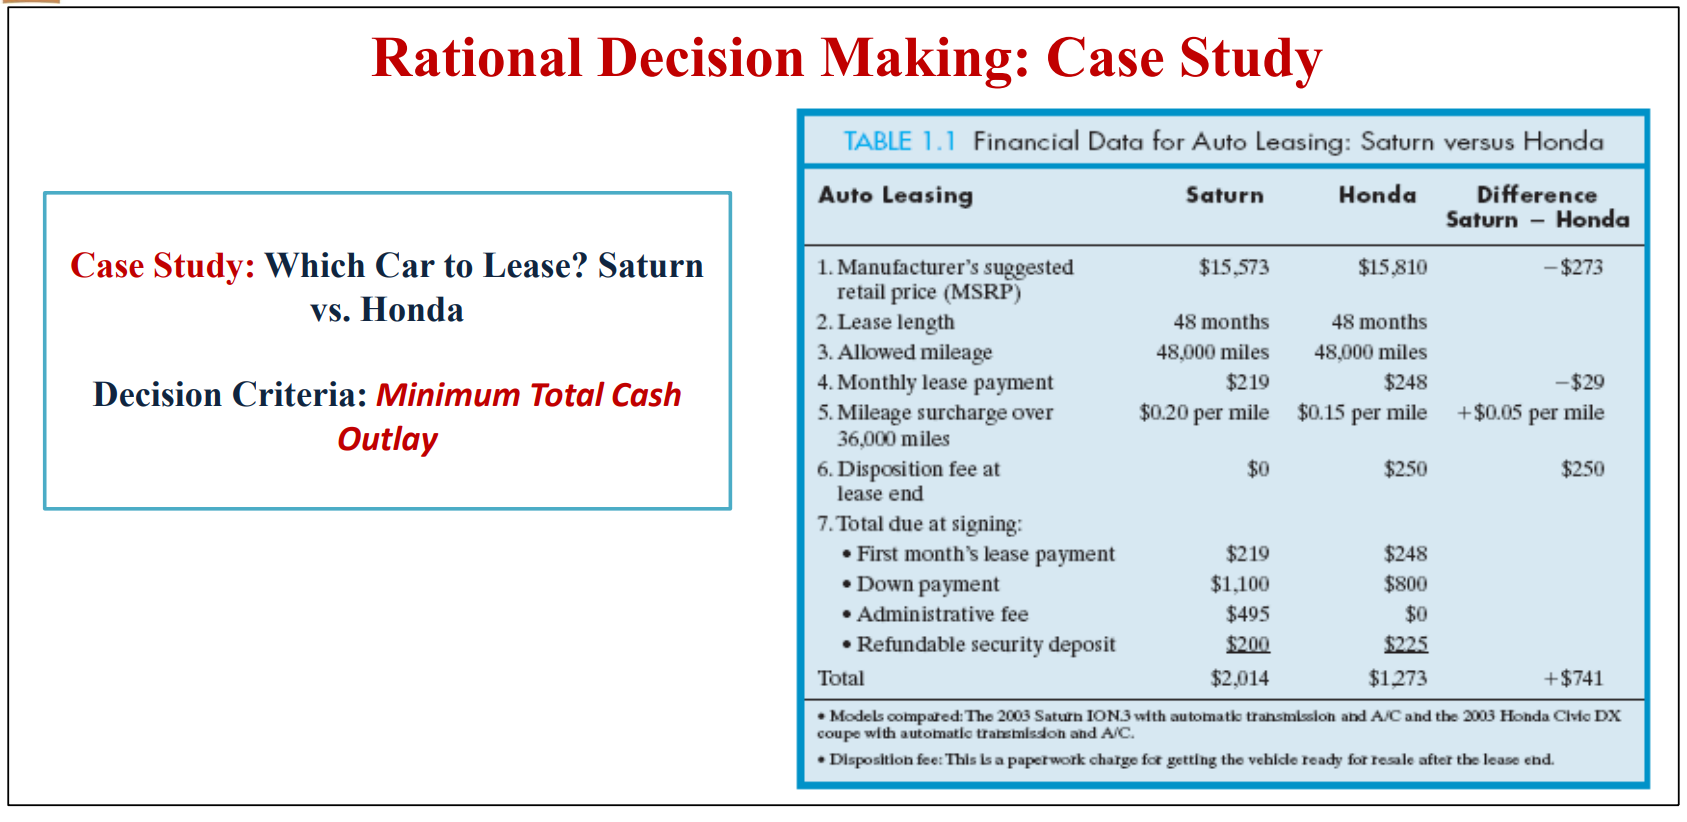 Rational Decision Making: Case Study
Case Study: Which Car to Lease? Saturn
vs. Honda
Decision Criteria: Minimum Total Cash
Outlay
TABLE 1.1 Financial Data for Auto Leasing: Saturn versus Honda
Auto Leasing Saturn Honda Difference
Saturn – Honda
1. Manufacturer's suggested $15,573 $15,810 –$273
retail price (MSRP)
2. Lease length 48 months 48 months
3. Allowed mileage 48,000 miles 48,000 miles
4. Monthly lease payment $219 $248 –$29
5. Mileage surcharge over $0.20 per mile $0.15 per mile +$0.05 per mile
36,000 miles
6. Disposition fee at $0 $250 $250
lease end
7. Total due at signing:
• First month's lease payment $219 $248
• Down payment $1,100 $800
• Administrative fee $495 $0
• Refundable security deposit $200 $225
Total $2,014 $1,273 +$741
• Models compared: The 2003 Saturn ION3 with automatic transmission and A/C and the 2003 Honda Civic DX
coupe with automatic transmission and A/C.
• Disposition fee: This is a paperwork charge for getting the vehicle ready for resale after the lease end.